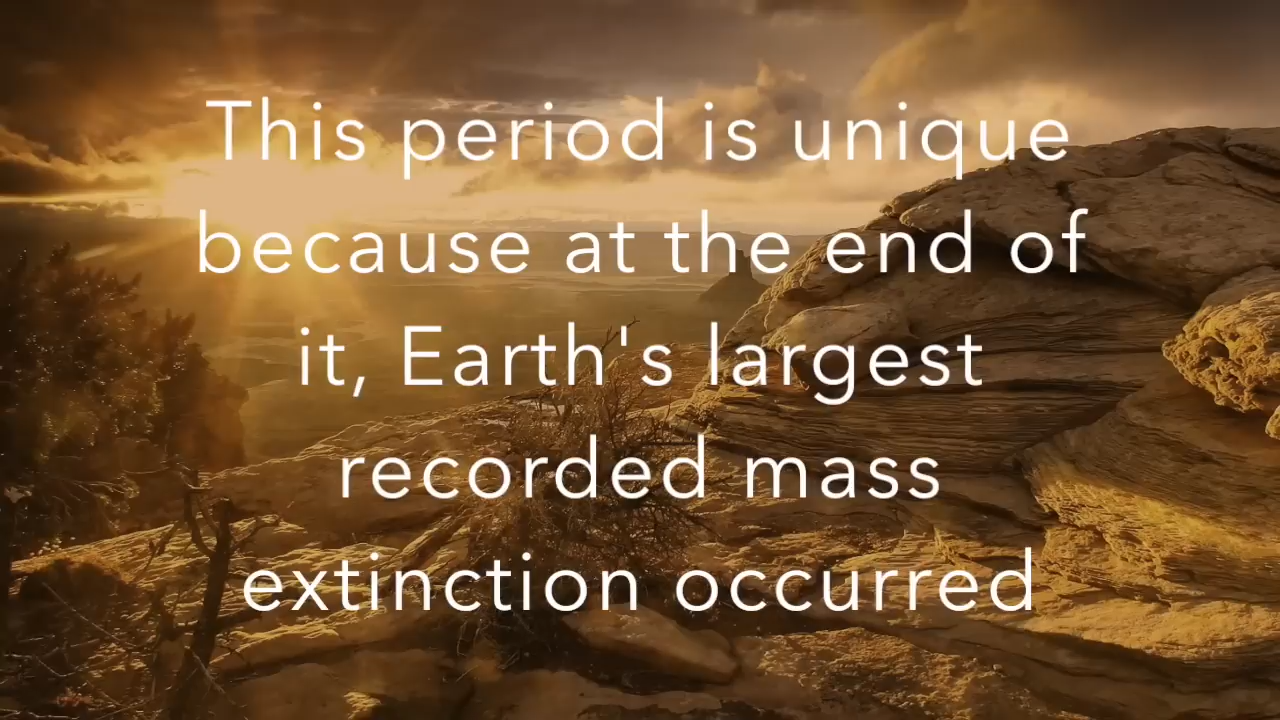 This period is unique
because at the end of
it, Earth's largest
recorded mass
extinction occurred